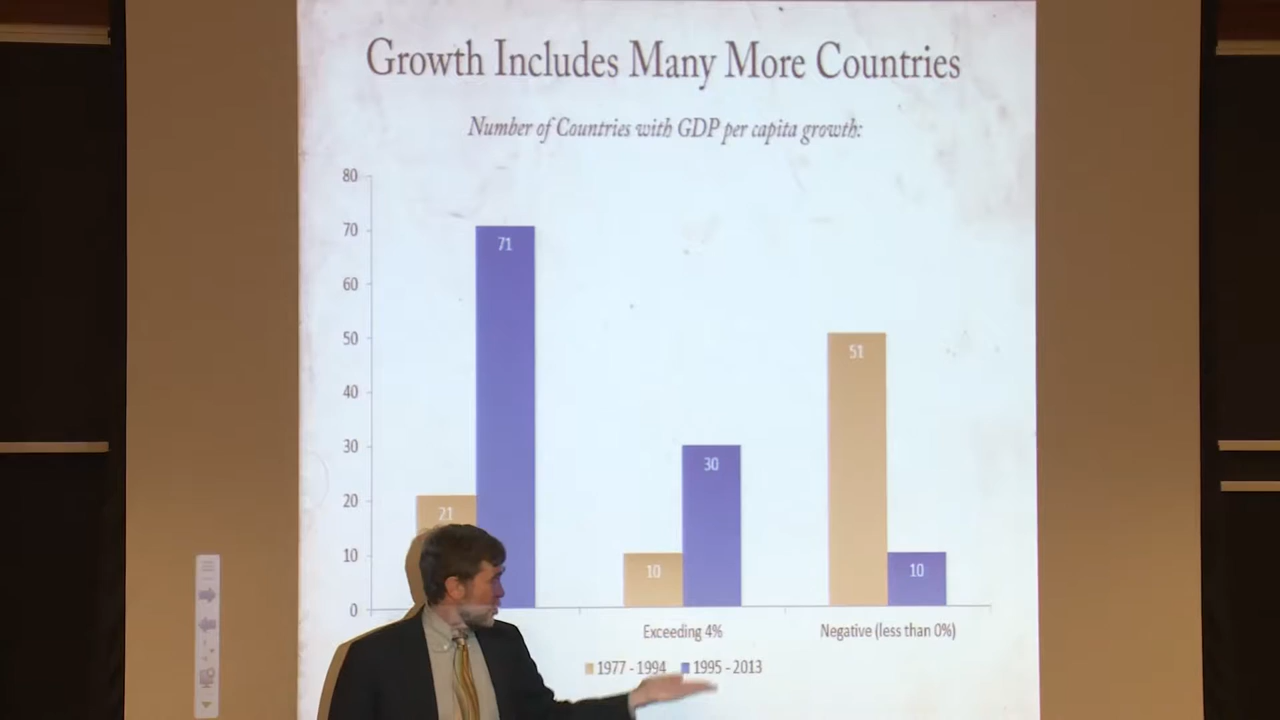 Growth Includes Many More Countries
Number of Countries with GDP per capita growth:
80
70
60
50
40
30
20
10
0
21
71
10
30
51
10
Exceeding 4%
Negative (less than 0%)
1977 - 1994
1995 - 2013